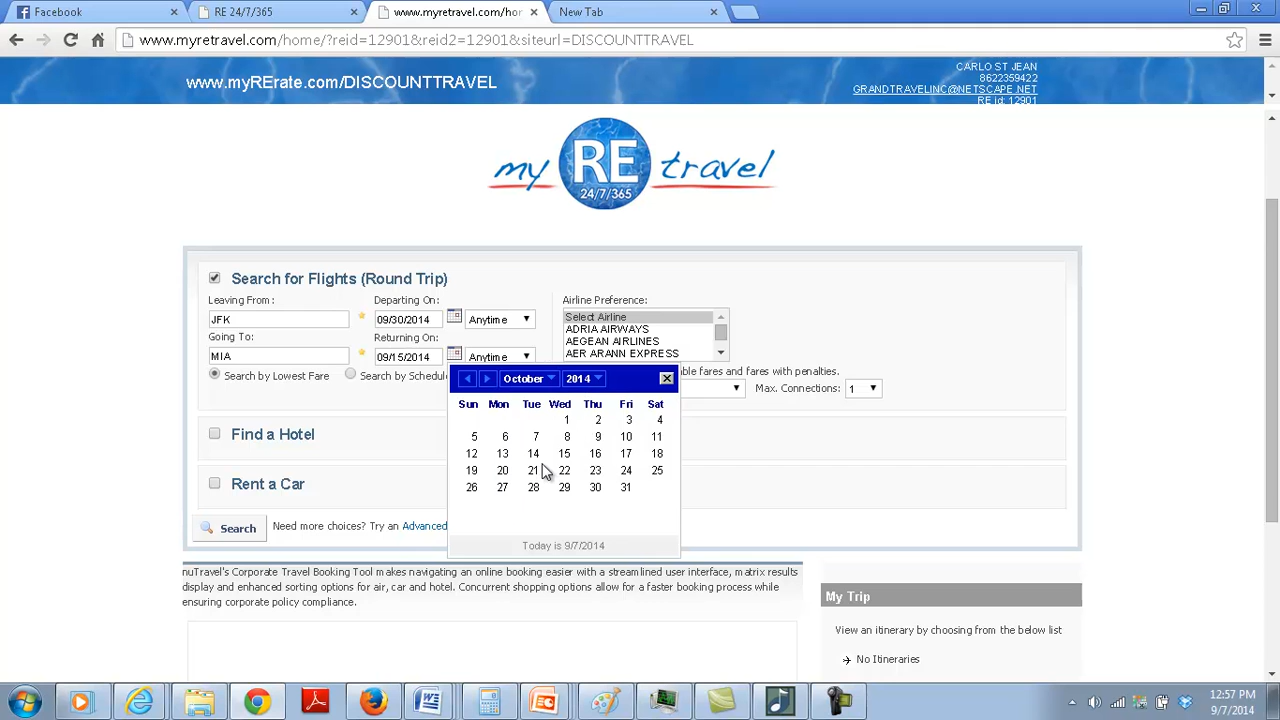 Facebook
RE 24/7/365
www.myretravel.com/hor
New Tab
www.myretravel.com/home/?reid=12901&reid2=12901&siteurl=DISCOUNTTRAVEL
www.myRErate.com/DISCOUNTTRAVEL
CARLO ST JEAN
8622359422
GRANDTRAVELINC@NETSCAPE.NET
RE id: 12901
my RE travel
24/7/365
Search for Flights (Round Trip)
Leaving From :
Departing On:
Airline Preference:
JFK
09/30/2014
Anytime
Select Airline
ADRIA AIRWAYS
AEGEAN AIRLINES
AER ARANN EXPRESS
Going To:
Returning On:
MIA
09/15/2014
Anytime
Search by Lowest Fare
Search by Schedule
able fares and fares with penalties.
Max. Connections:
1
October
2014
Sun Mon Tue Wed Thu Fri Sat
1 2 3 4
5 6 7 8 9 10 11
12 13 14 15 16 17 18
19 20 21 22 23 24 25
26 27 28 29 30 31
Today is 9/7/2014
Find a Hotel
Rent a Car
Search
Need more choices? Try an Advanced
nuTravel's Corporate Travel Booking Tool makes navigating an online booking easier with a streamlined user interface, matrix results
display and enhanced sorting options for air, car and hotel. Concurrent shopping options allow for a faster booking process while
ensuring corporate policy compliance.
My Trip
View an itinerary by choosing from the below list
No Itineraries
12:57 PM
9/7/2014